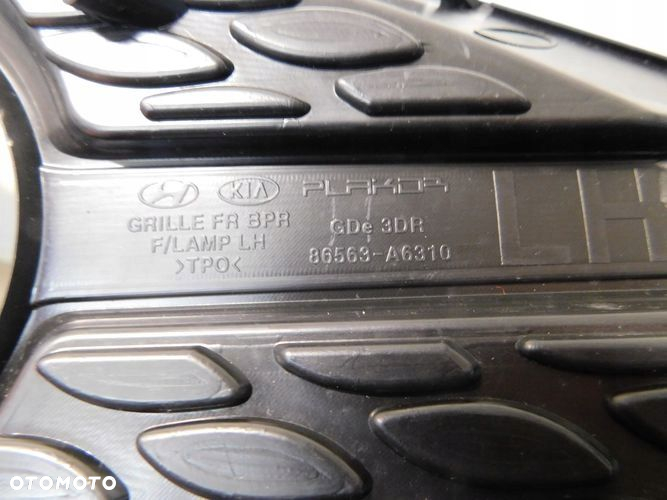 KIA PLAKOR
GRILLE FR BPR
F/LAMP LH
>TPO<
GDe 3DR
86563-A6310
LH
OTOMOTO